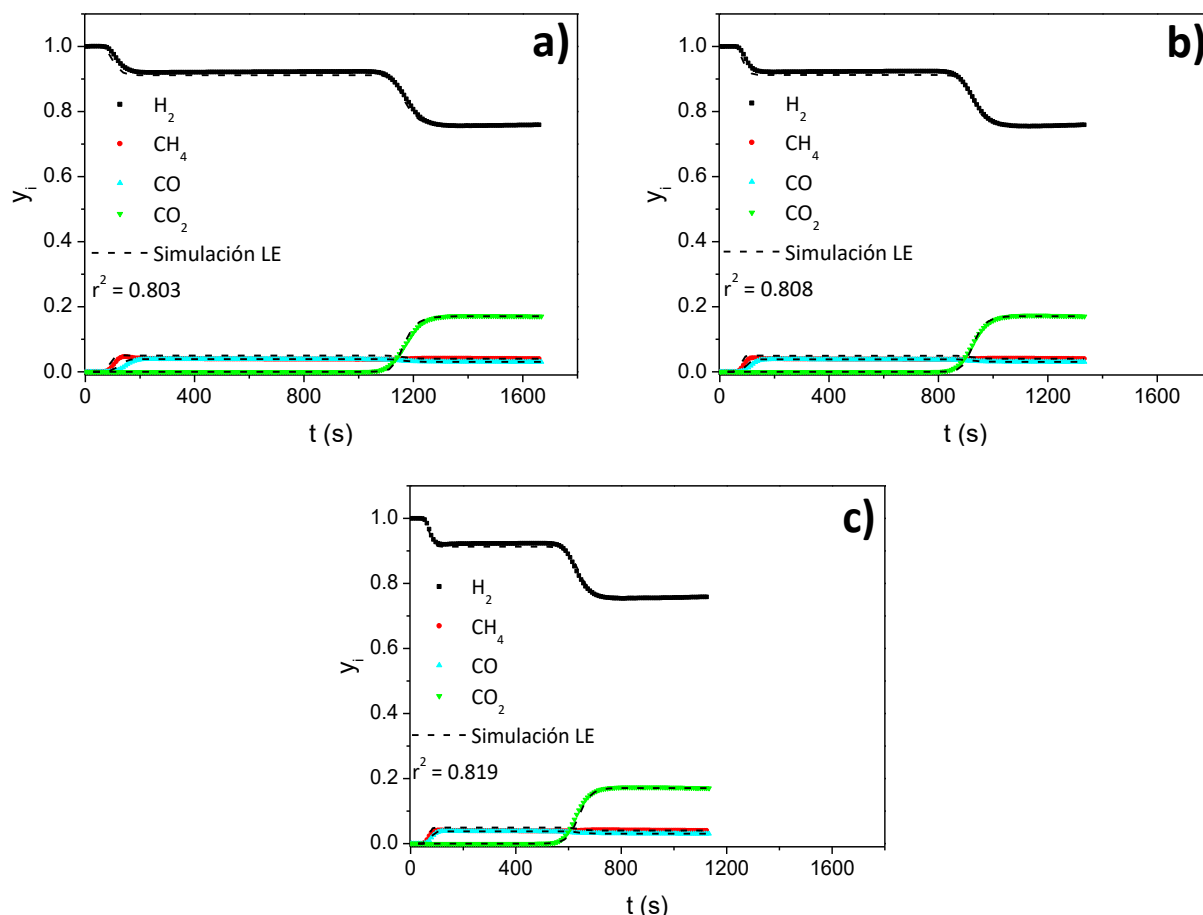 a)
1.0
0.8
0.6
0.4
0.2
0.0
y_i
H_2
CH_4
CO
CO_2
Simulación LE
r^2 = 0.803
0 400 800 1200 1600
t (s)
b)
1.0
0.8
0.6
0.4
0.2
0.0
y_i
H_2
CH_4
CO
CO_2
Simulación LE
r^2 = 0.808
0 400 800 1200 1600
t (s)
c)
1.0
0.8
0.6
0.4
0.2
0.0
y_i
H_2
CH_4
CO
CO_2
Simulación LE
r^2 = 0.819
0 400 800 1200 1600
t (s)